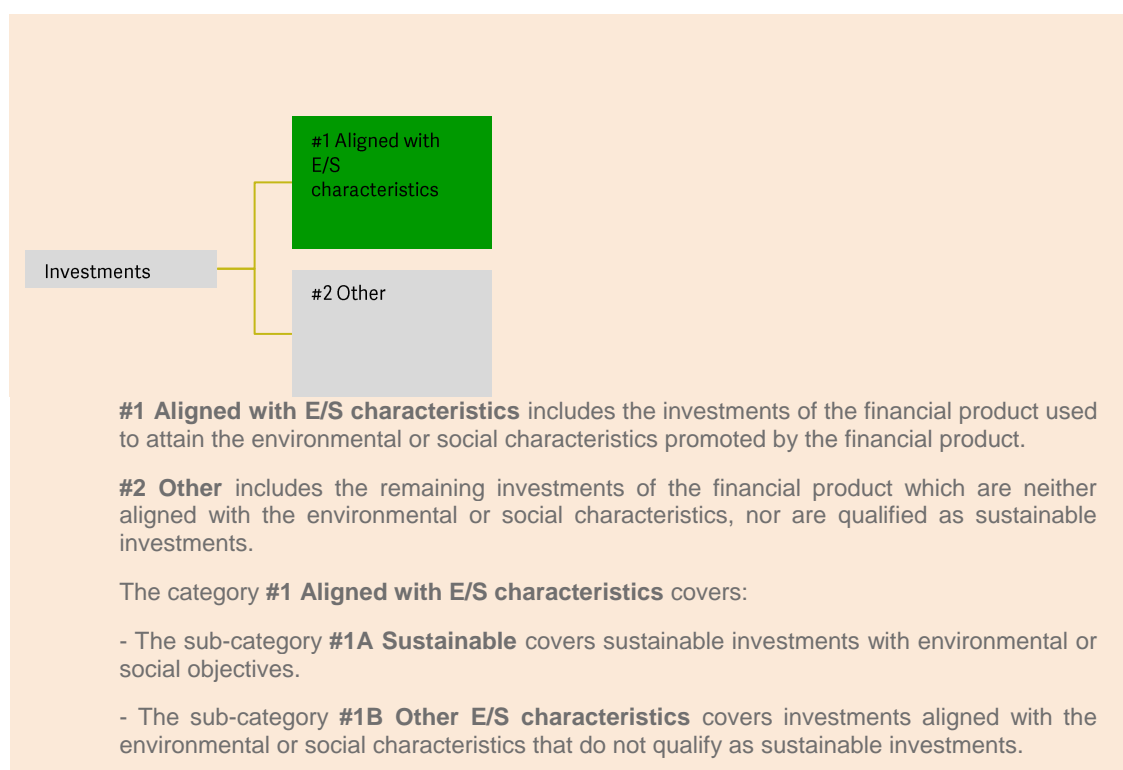 #1 Aligned with
E/S
characteristics
Investments
#2 Other
#1 Aligned with E/S characteristics includes the investments of the financial product used
to attain the environmental or social characteristics promoted by the financial product.
#2 Other includes the remaining investments of the financial product which are neither
aligned with the environmental or social characteristics, nor are qualified as sustainable
investments.
The category #1 Aligned with E/S characteristics covers:
- The sub-category #1A Sustainable covers sustainable investments with environmental or
social objectives.
- The sub-category #1B Other E/S characteristics covers investments aligned with the
environmental or social characteristics that do not qualify as sustainable investments.